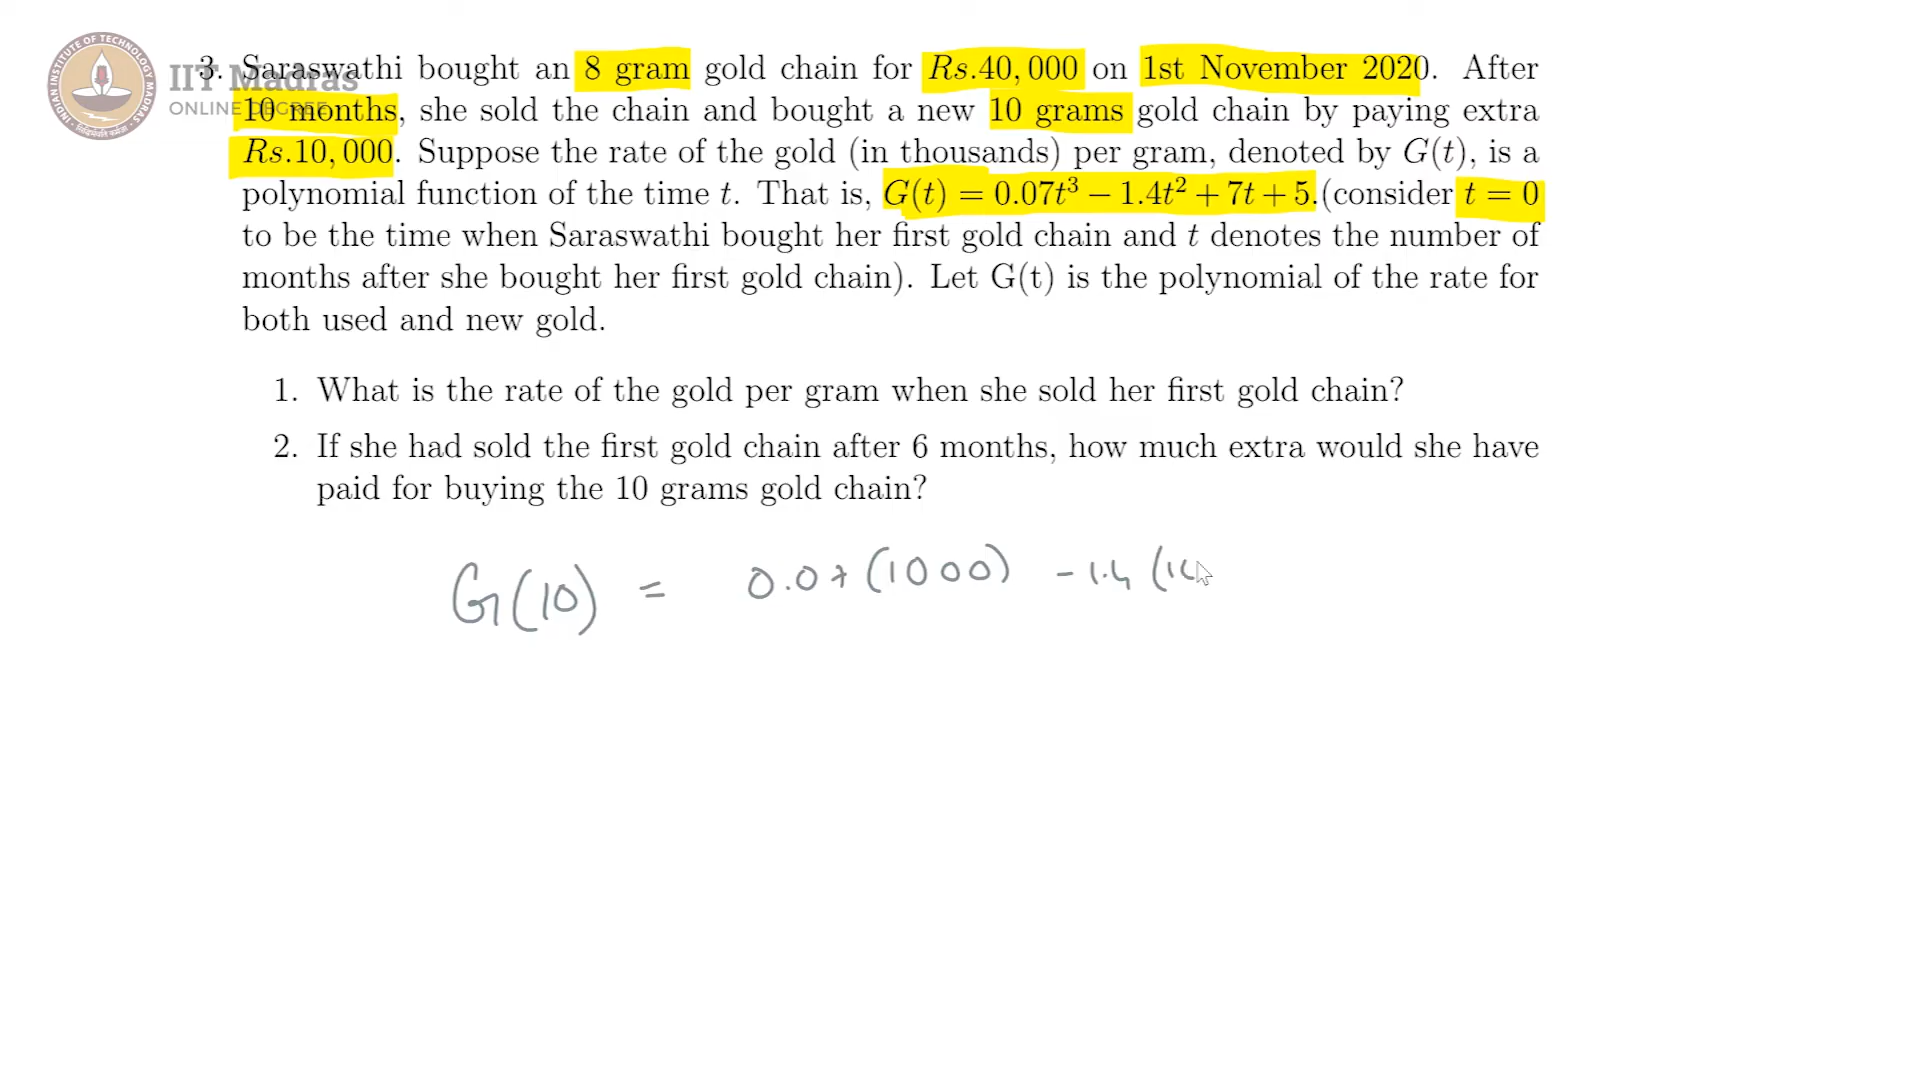 IIT Madras
ONLINE DEGREE
INDIAN INSTITUTE OF TECHNOLOGY MADRAS
3. Saraswathi bought an 8 gram gold chain for Rs.40, 000 on 1st November 2020. After
10 months, she sold the chain and bought a new 10 grams gold chain by paying extra
Rs.10, 000. Suppose the rate of the gold (in thousands) per gram, denoted by G(t), is a
polynomial function of the time t. That is, G(t) = 0.07t³ − 1.4t² + 7t + 5.(consider t = 0
to be the time when Saraswathi bought her first gold chain and t denotes the number of
months after she bought her first gold chain). Let G(t) is the polynomial of the rate for
both used and new gold.
1. What is the rate of the gold per gram when she sold her first gold chain?
2. If she had sold the first gold chain after 6 months, how much extra would she have
paid for buying the 10 grams gold chain?
G(10) = 0.07 (1000) - 1.4 (1